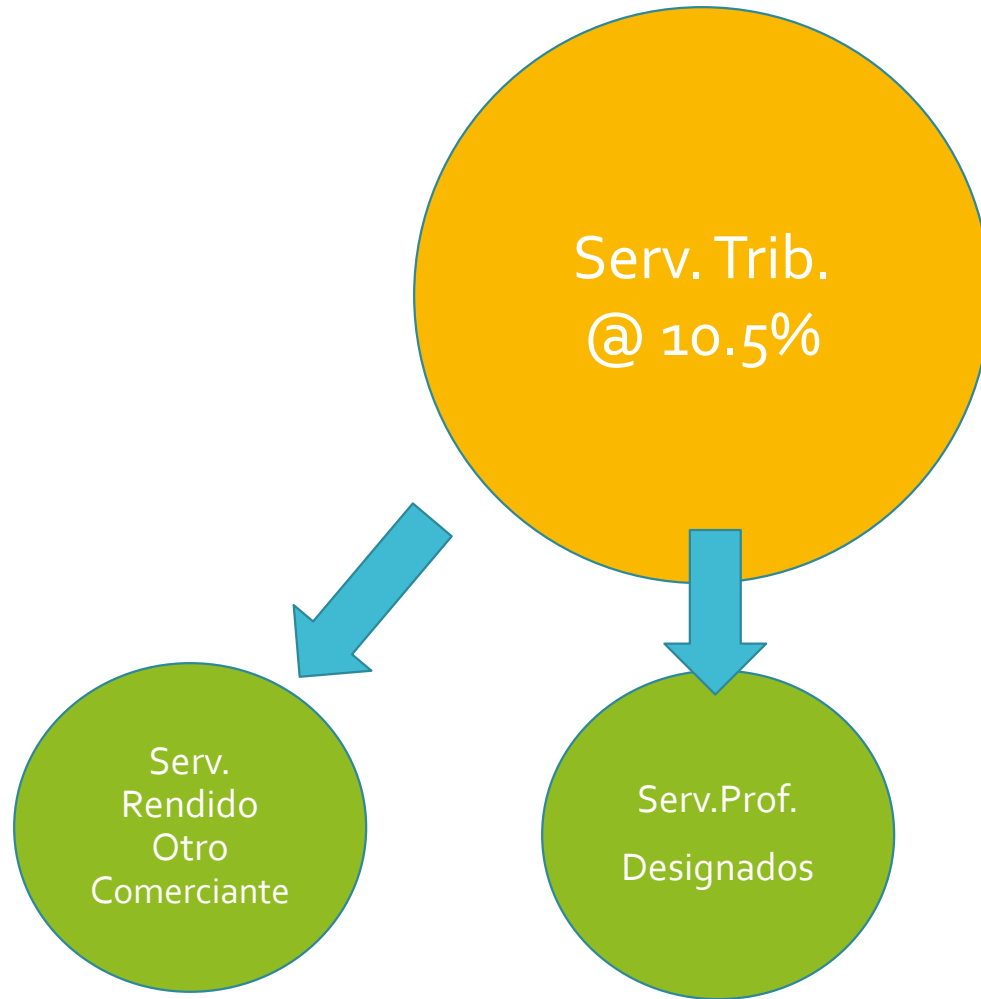 Serv. Trib.
@ 10.5%
Serv.
Rendido
Otro
Comerciante
Serv.Prof.
Designados